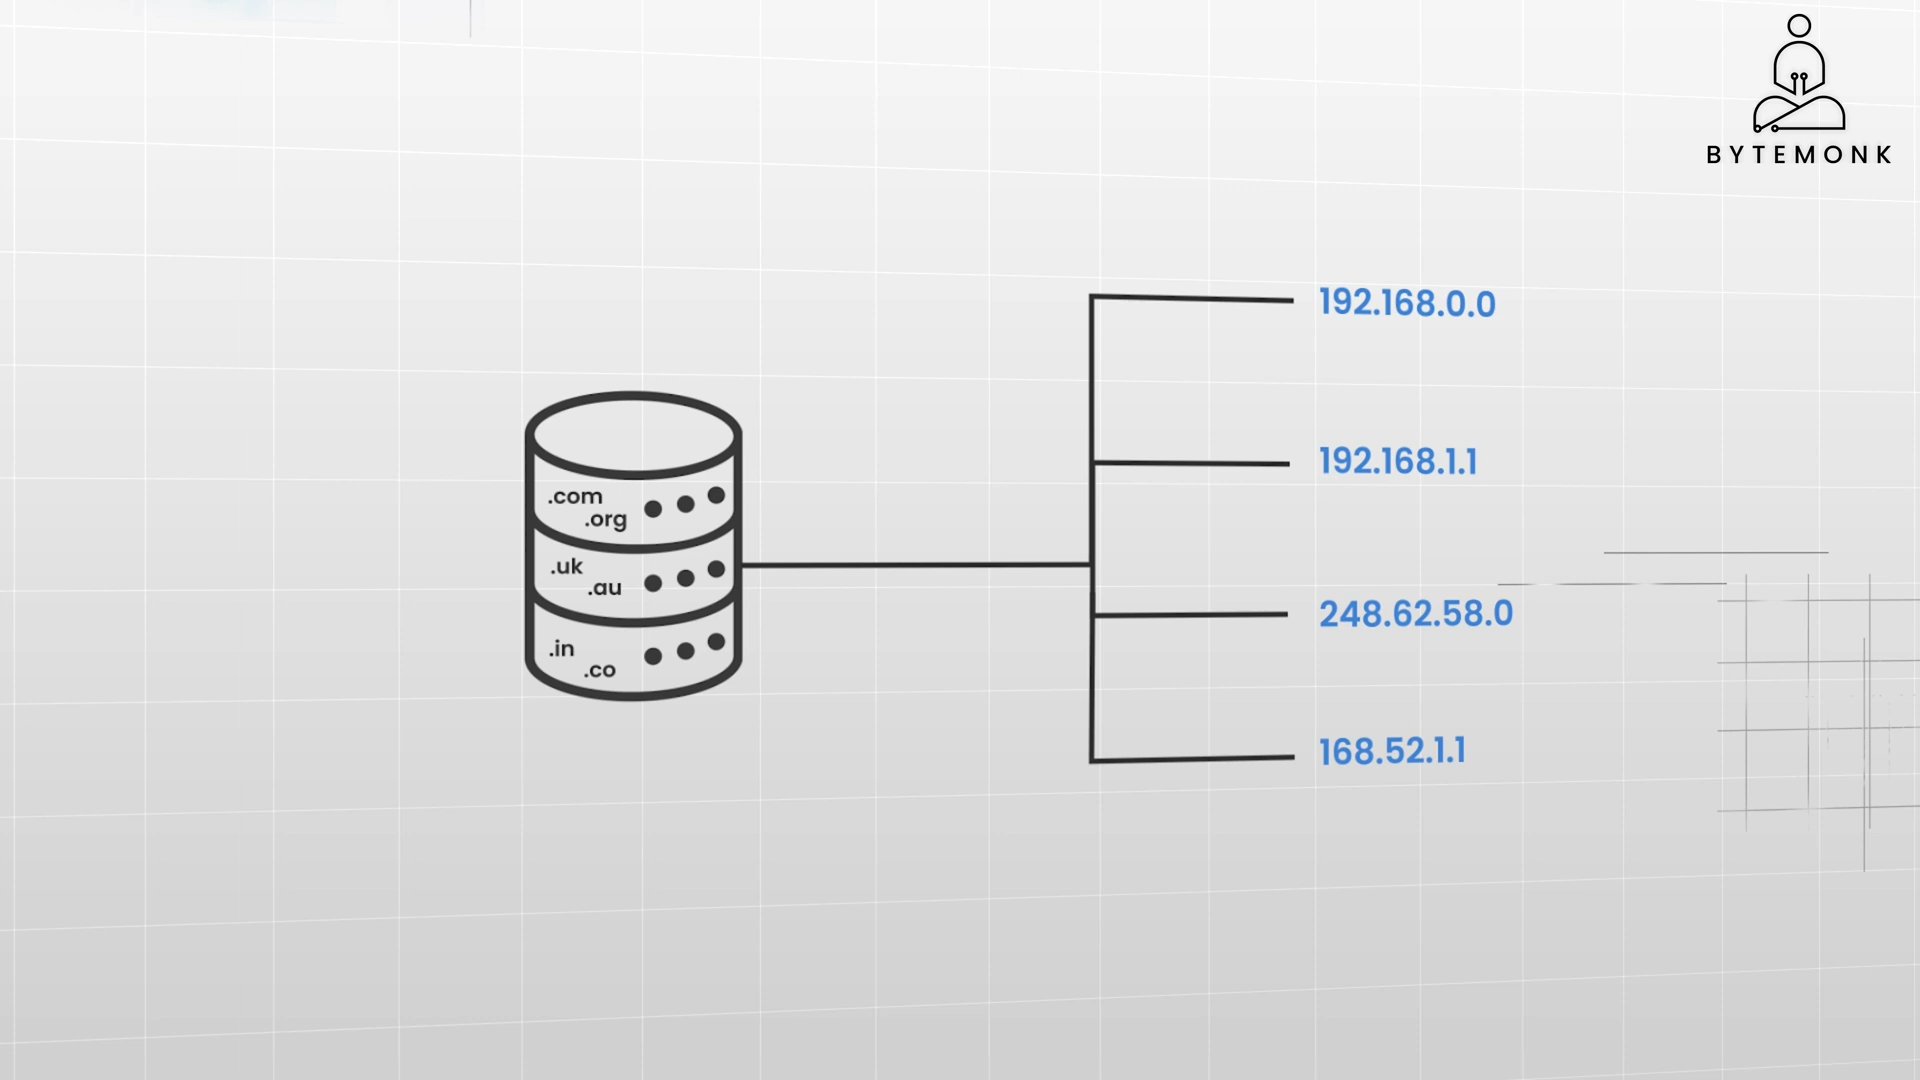 BYTEMONK
192.168.0.0
192.168.1.1
.com
.org
.uk
.au
248.62.58.0
.in
.co
168.52.1.1